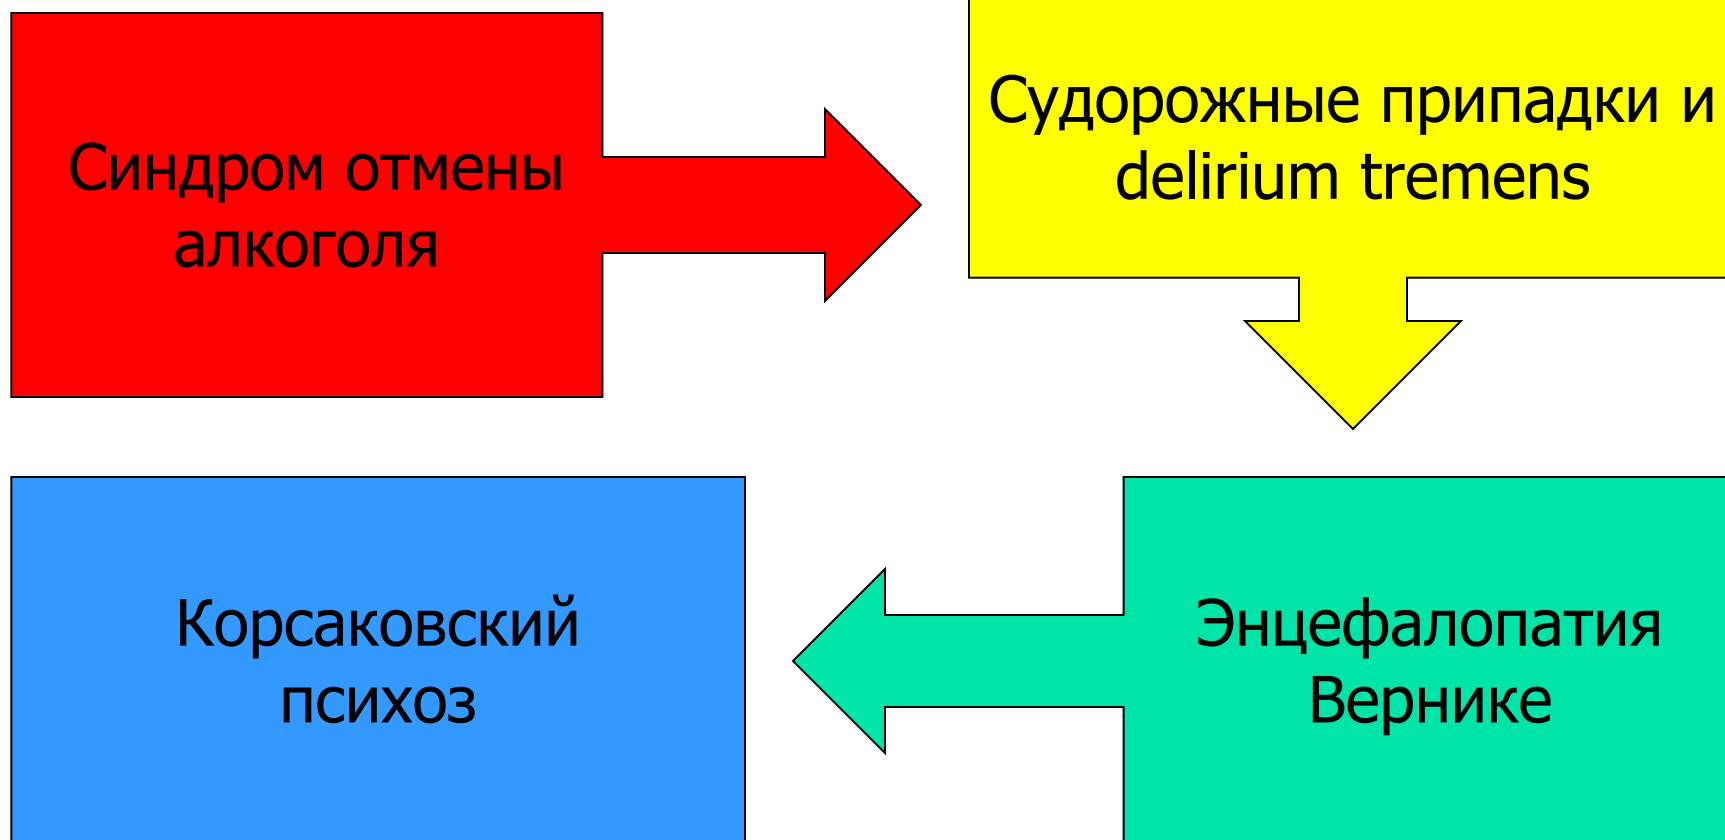 Синдром отмены
алкоголя
Судорожные припадки и
delirium tremens
Корсаковский
психоз
Энцефалопатия
Вернике